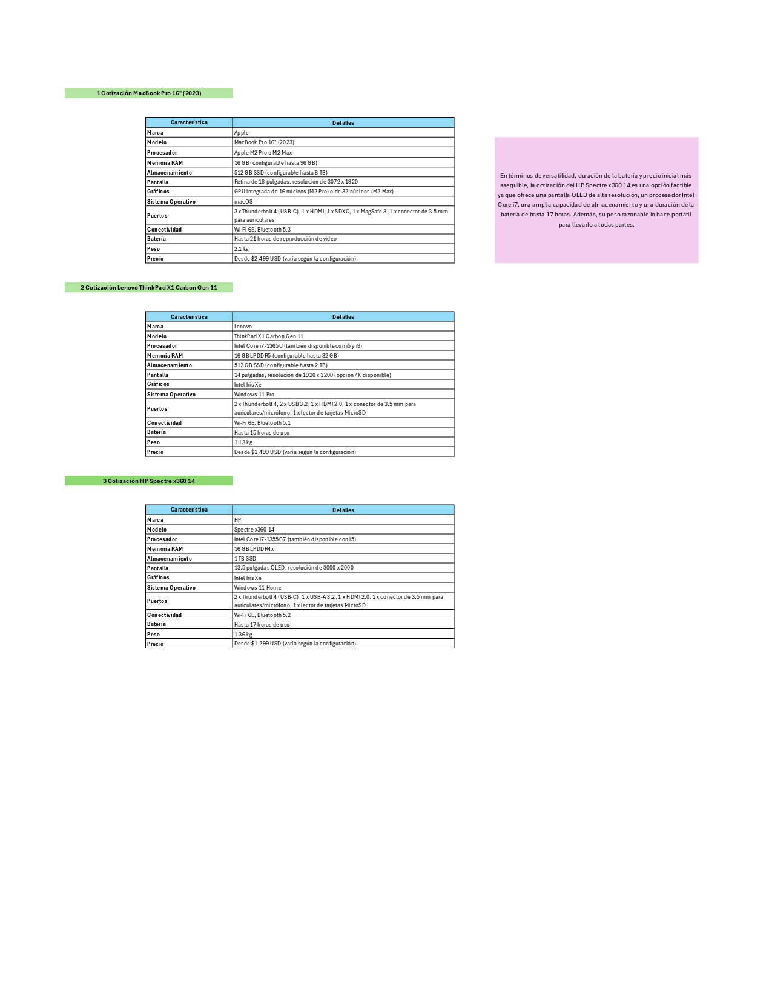 1 Cotización MacBook Pro 16" (2023)
Característica Detalles
Marca Apple
Modelo MacBook Pro 16" (2023)
Procesador Apple M2 Pro o M2 Max
Memoria RAM 16 GB (configurable hasta 96 GB)
Almacenamiento 512 GB SSD (configurable hasta 8 TB)
Pantalla Retina de 16 pulgadas, resolución de 3072 x 1920
Gráficos GPU integrada de 16 núcleos (M2 Pro) o de 32 núcleos (M2 Max)
Sistema Operativo macOS
Puertos 3 x Thunderbolt 4 (USB-C), 1 x HDMI, 1 x SDXC, 1 x MagSafe 3, 1 x conector de 3.5 mm
para auriculares
Conectividad Wi-Fi 6E, Bluetooth 5.3
Batería Hasta 21 horas de reproducción de video
Peso 2.1 kg
Precio Desde $2,499 USD (varía según la configuración)
En términos de versatilidad, duración de la batería y precio inicial más
asequible, la cotización del HP Spectre x360 14 es una opción factible
ya que ofrece una pantalla OLED de alta resolución, un procesador Intel
Core i7, una amplia capacidad de almacenamiento y una duración de la
batería de hasta 17 horas. Además, su peso razonable lo hace portátil
para llevarlo a todas partes.
2 Cotización Lenovo ThinkPad X1 Carbon Gen 11
Característica Detalles
Marca Lenovo
Modelo ThinkPad X1 Carbon Gen 11
Procesador Intel Core i7-1365U (también disponible con i5 y i9)
Memoria RAM 16 GB LPDDR5 (configurable hasta 32 GB)
Almacenamiento 512 GB SSD (configurable hasta 2 TB)
Pantalla 14 pulgadas, resolución de 1920 x 1200 (opción 4K disponible)
Gráficos Intel Iris Xe
Sistema Operativo Windows 11 Pro
Puertos 2 x Thunderbolt 4, 2 x USB 3.2, 1 x HDMI 2.0, 1 x conector de 3.5 mm para
auriculares/micrófono, 1 x lector de tarjetas MicroSD
Conectividad Wi-Fi 6E, Bluetooth 5.1
Batería Hasta 15 horas de uso
Peso 1.13 kg
Precio Desde $1,499 USD (varía según la configuración)
3 Cotización HP Spectre x360 14
Característica Detalles
Marca HP
Modelo Spectre x360 14
Procesador Intel Core i7-1355G7 (también disponible con i5)
Memoria RAM 16 GB LPDDR4x
Almacenamiento 1 TB SSD
Pantalla 13.5 pulgadas OLED, resolución de 3000 x 2000
Gráficos Intel Iris Xe
Sistema Operativo Windows 11 Home
Puertos 2 x Thunderbolt 4 (USB-C), 1 x USB-A 3.2, 1 x HDMI 2.0, 1 x conector de 3.5 mm para
auriculares/micrófono, 1 x lector de tarjetas MicroSD
Conectividad Wi-Fi 6E, Bluetooth 5.2
Batería Hasta 17 horas de uso
Peso 1.36 kg
Precio Desde $1,299 USD (varía según la configuración)